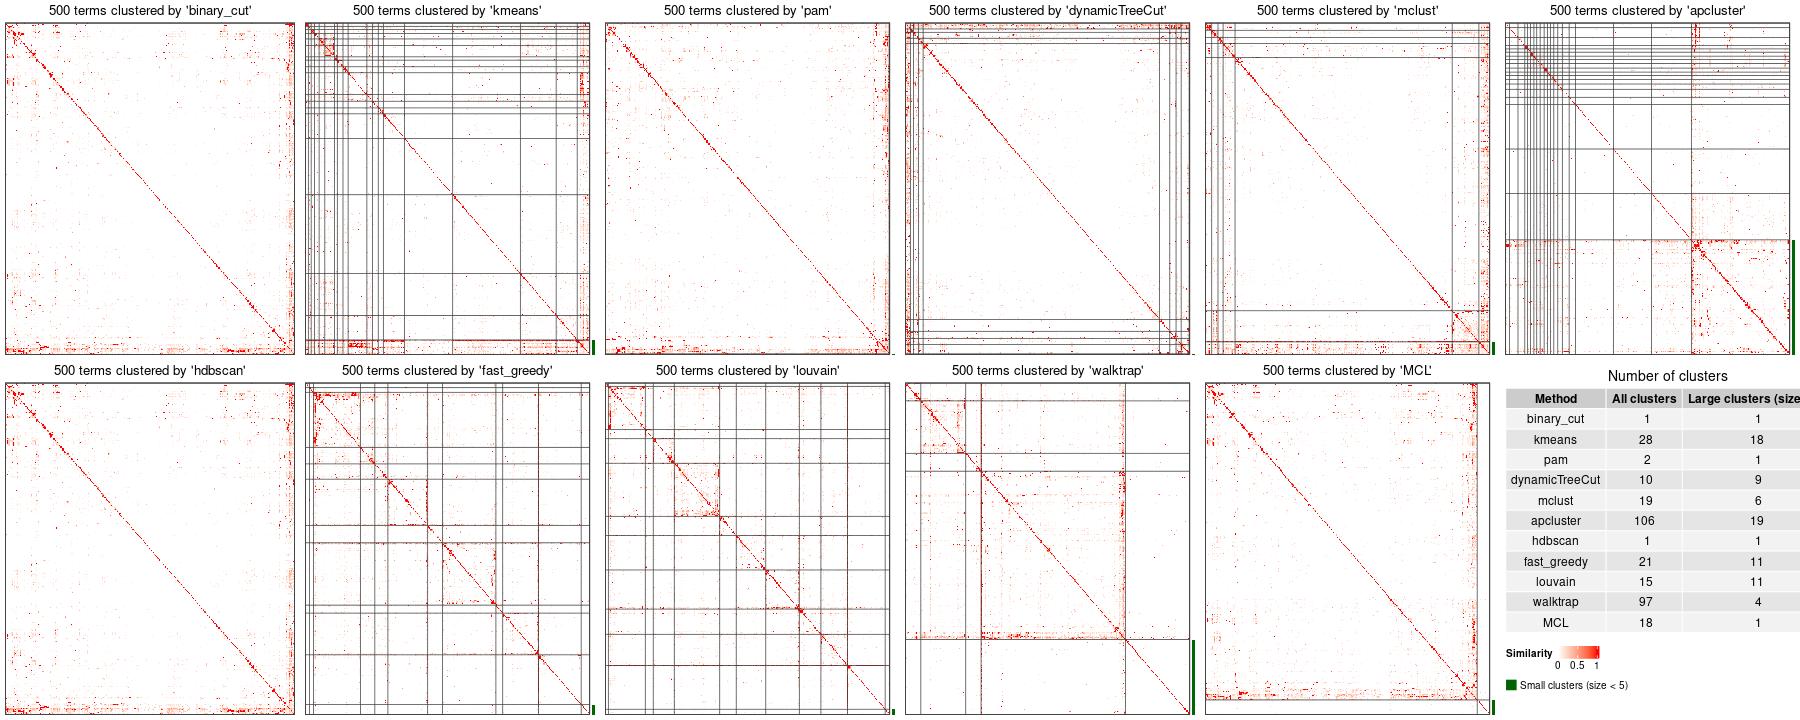 500 terms clustered by 'binary_cut'
500 terms clustered by 'kmeans'
500 terms clustered by 'pam'
500 terms clustered by 'dynamicTreeCut'
500 terms clustered by 'mclust'
500 terms clustered by 'apcluster'
500 terms clustered by 'hdbscan'
500 terms clustered by 'fast_greedy'
500 terms clustered by 'louvain'
500 terms clustered by 'walktrap'
500 terms clustered by 'MCL'
Number of clusters
Method All clusters Large clusters (size
binary_cut 1 1
kmeans 28 18
pam 2 1
dynamicTreeCut 10 9
mclust 19 6
apcluster 106 19
hdbscan 1 1
fast_greedy 21 11
louvain 15 11
walktrap 97 4
MCL 18 1
Similarity
0 0.5 1
Small clusters (size < 5)